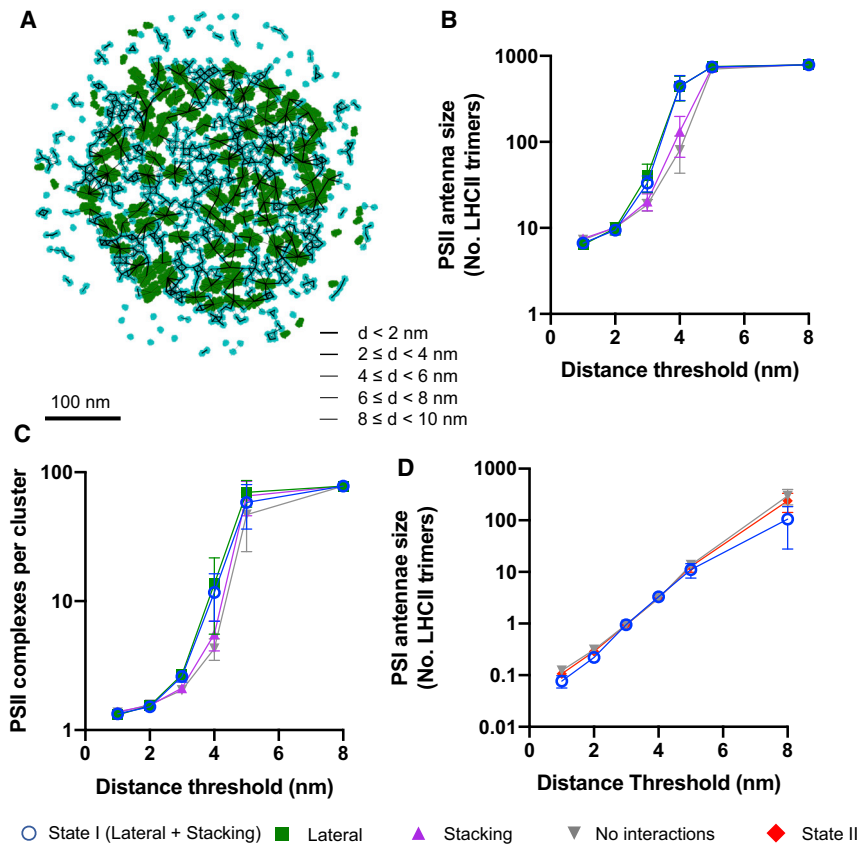 A
d < 2 nm
2 ≤ d < 4 nm
4 ≤ d < 6 nm
6 ≤ d < 8 nm
8 ≤ d < 10 nm
100 nm
B
PSII antenna size
(No. LHCII trimers)
1000
100
10
1
0 2 4 6 8
Distance threshold (nm)
C
PSII complexes per cluster
100
10
1
0 2 4 6 8
Distance threshold (nm)
D
PSI antennae size
(No. LHCII trimers)
1000
100
10
1
0.1
0.01
0 2 4 6 8
Distance Threshold (nm)
State I (Lateral + Stacking) Lateral Stacking No interactions State II